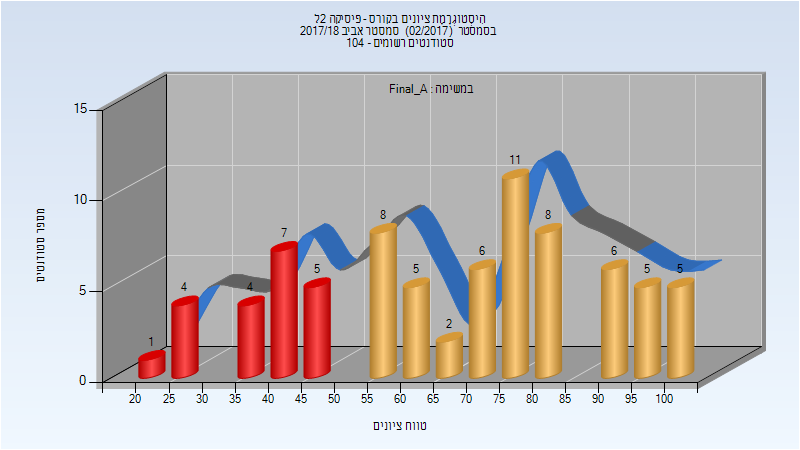 היסטוגרמת ציונים בקורס - פיסיקה 2ל
בסמסטר (02/2017) סמסטר אביב 2017/18
סטודנטים רשומים - 104
במשימה : Final_A
מספר סטודנטים
15
10
5
0
1
4
4
7
5
8
5
2
6
11
8
6
5
5
20 25 30 35 40 45 50 55 60 65 70 75 80 85 90 95 100
טווח ציונים